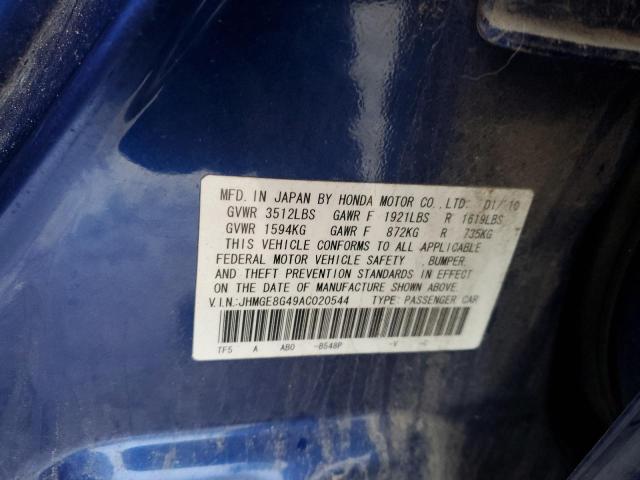 MFD. IN JAPAN BY HONDA MOTOR CO., LTD. 01/10
GVWR 3512LBS GAWR F 1921LBS R 1619LBS
GVWR 1594KG GAWR F 872KG R 735KG
THIS VEHICLE CONFORMS TO ALL APPLICABLE
FEDERAL MOTOR VEHICLE SAFETY ,BUMPER,
AND THEFT PREVENTION STANDARDS IN EFFECT
ON THE DATE OF MANUFACTURE SHOWN ABOVE.
V.I.N.:JHMGE8G49AC020544 TYPE: PASSENGER CAR
TF5 A AB0 -B548P -V -C